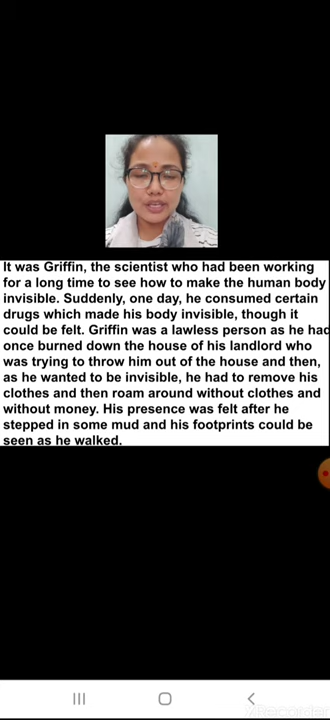 It was Griffin, the scientist who had been working
for a long time to see how to make the human body
invisible. Suddenly, one day, he consumed certain
drugs which made his body invisible, though it
could be felt. Griffin was a lawless person as he had
once burned down the house of his landlord who
was trying to throw him out of the house and then,
as he wanted to be invisible, he had to remove his
clothes and then roam around without clothes and
without money. His presence was felt after he
stepped in some mud and his footprints could be
seen as he walked.